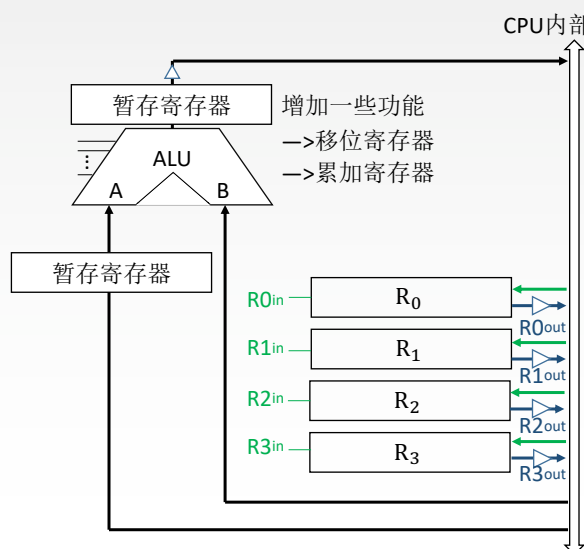 CPU内部
暂存寄存器
增加一些功能
—>移位寄存器
—>累加寄存器
ALU
A
B
暂存寄存器
R0in
R₀
R0out
R1in
R₁
R1out
R2in
R₂
R2out
R3in
R₃
R3out